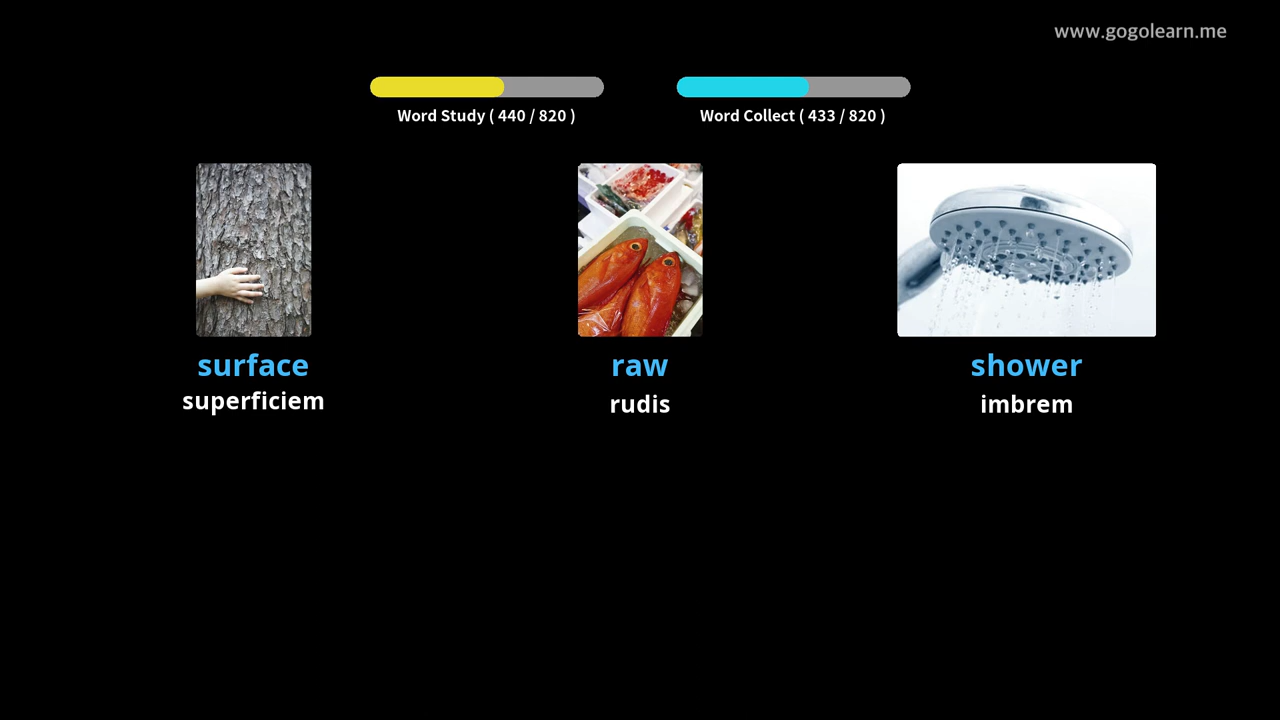 www.gogolearn.me
Word Study ( 440 / 820 )
Word Collect ( 433 / 820 )
surface
superficiem
raw
rudis
shower
imbrem